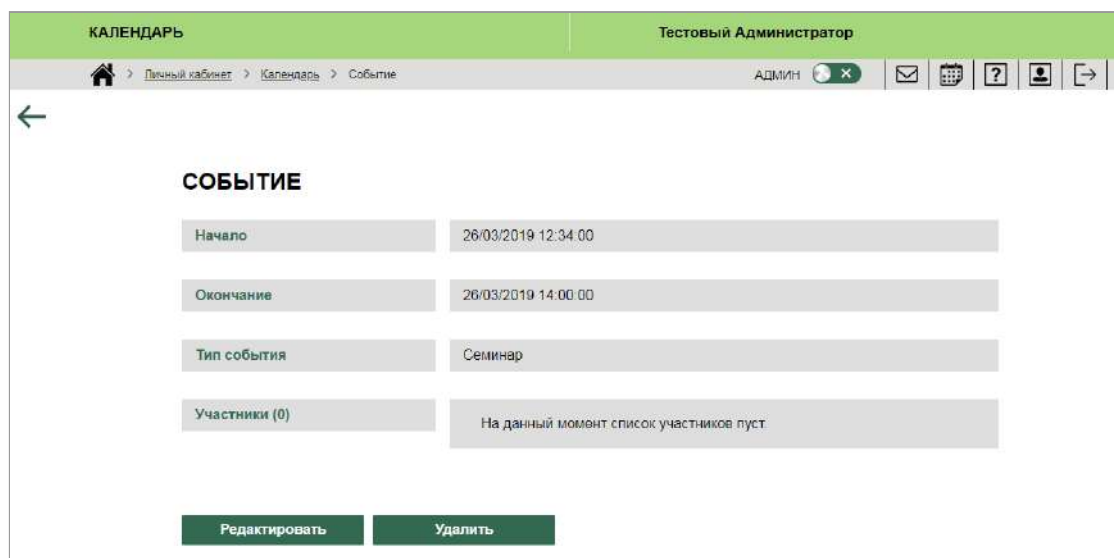 КАЛЕНДАРЬ Тестовый Администратор
> Личный кабинет > Календарь > Событие АДМИН
СОБЫТИЕ
Начало 26/03/2019 12:34:00
Окончание 26/03/2019 14:00:00
Тип события Семинар
Участники (0) На данный момент список участников пуст.
Редактировать Удалить